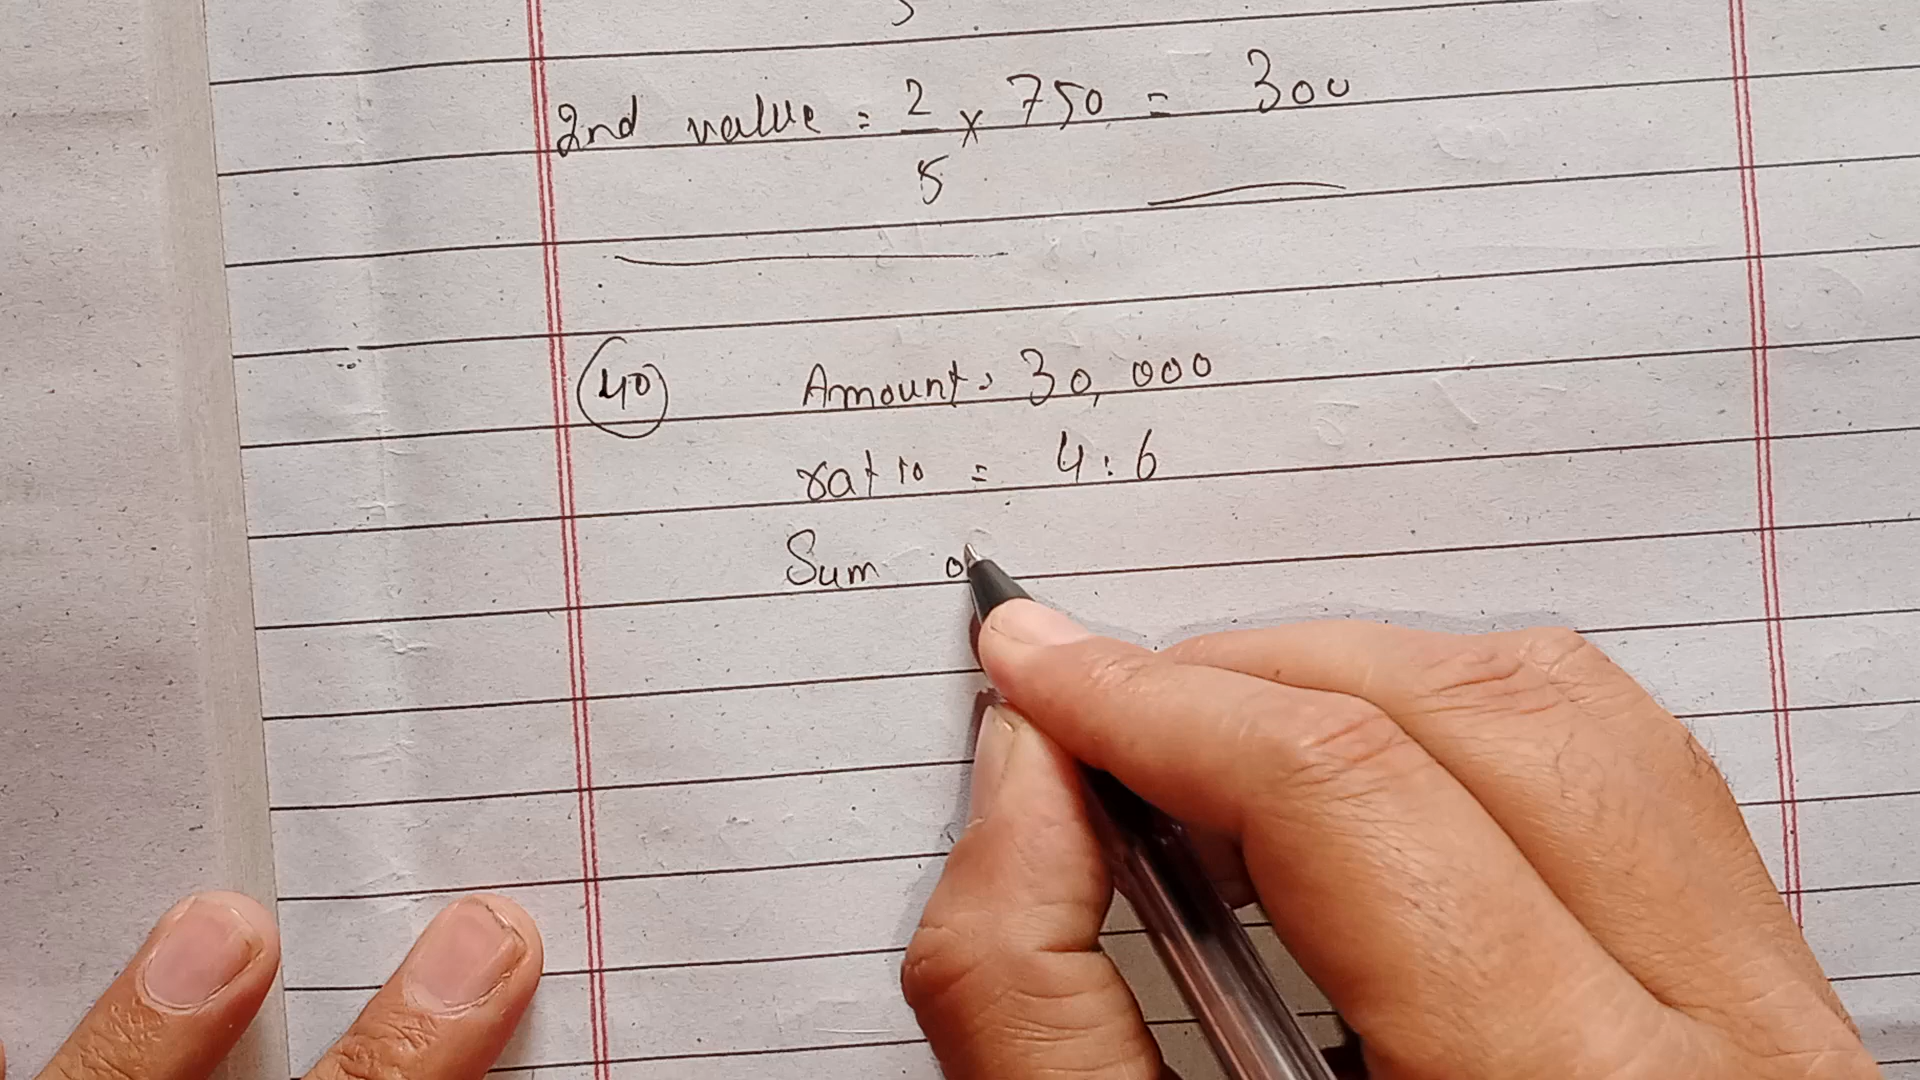 2nd value = 2/5 × 750 = 300
40 Amount = 30,000
ratio = 4:6
Sum o